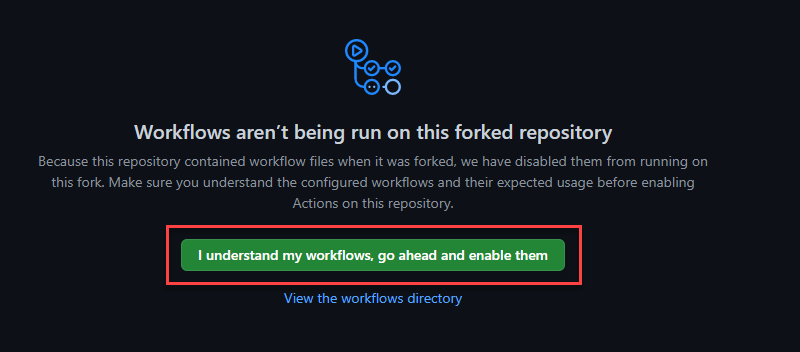 Workflows aren’t being run on this forked repository
Because this repository contained workflow files when it was forked, we have disabled them from running on
this fork. Make sure you understand the configured workflows and their expected usage before enabling
Actions on this repository.
I understand my workflows, go ahead and enable them
View the workflows directory